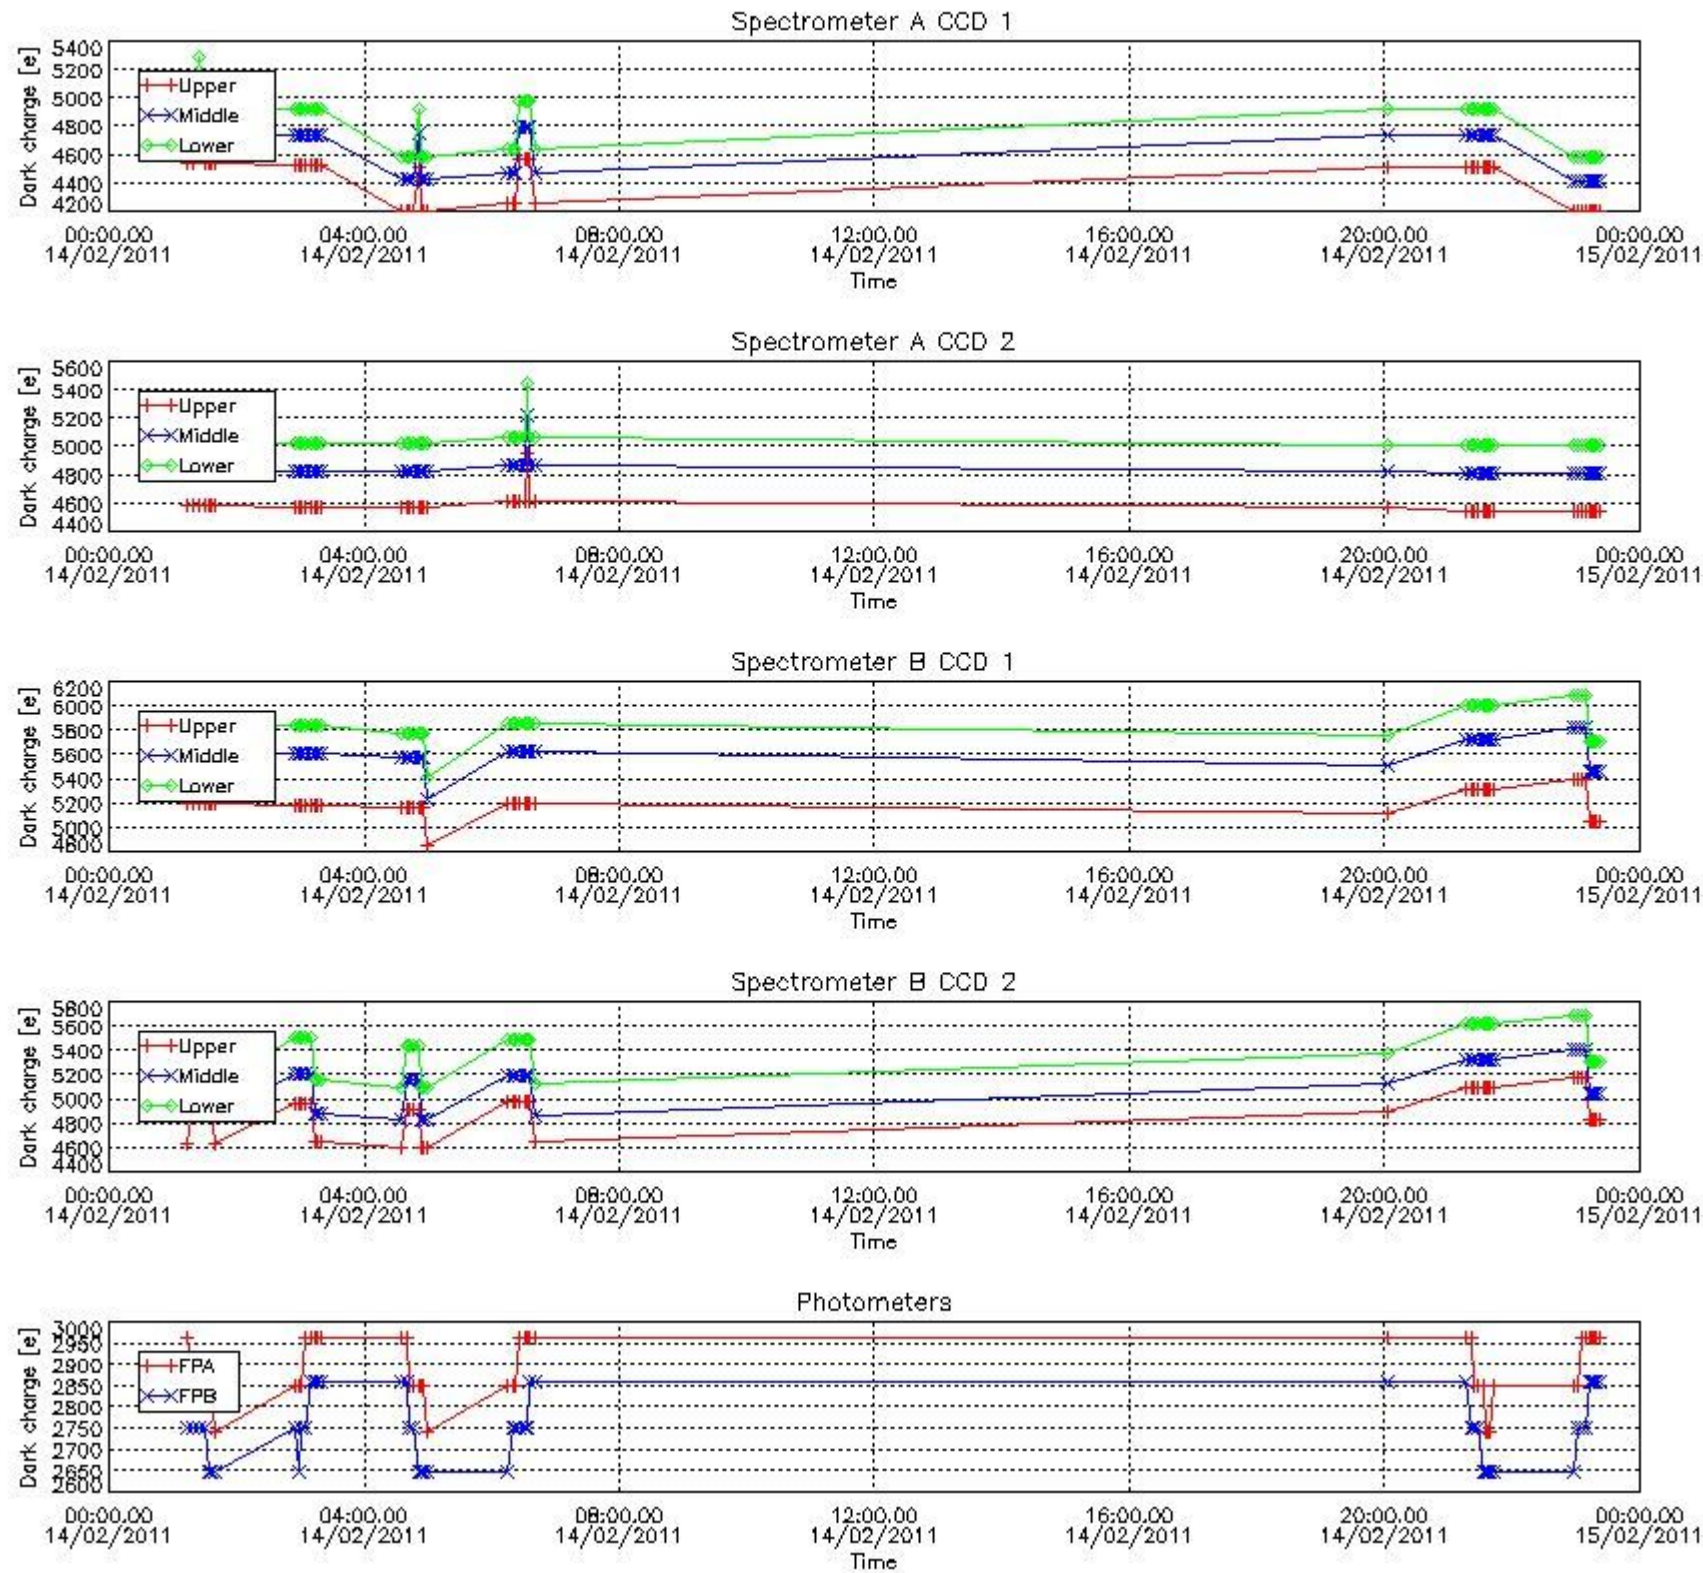 Spectrometer A CCD 1
Dark charge [e]
5400
5200
5000
4800
4600
4400
4200
Upper
Middle
Lower
00:00.00 04:00.00 08:00.00 12:00.00 16:00.00 20:00.00 00:00.00
14/02/2011 14/02/2011 14/02/2011 14/02/2011 14/02/2011 14/02/2011 15/02/2011
Time
Spectrometer A CCD 2
Dark charge [e]
5600
5400
5200
5000
4800
4600
4400
Upper
Middle
Lower
00:00.00 04:00.00 08:00.00 12:00.00 16:00.00 20:00.00 00:00.00
14/02/2011 14/02/2011 14/02/2011 14/02/2011 14/02/2011 14/02/2011 15/02/2011
Time
Spectrometer B CCD 1
Dark charge [e]
6200
6000
5800
5600
5400
5200
5000
4800
Upper
Middle
Lower
00:00.00 04:00.00 08:00.00 12:00.00 16:00.00 20:00.00 00:00.00
14/02/2011 14/02/2011 14/02/2011 14/02/2011 14/02/2011 14/02/2011 15/02/2011
Time
Spectrometer B CCD 2
Dark charge [e]
5800
5600
5400
5200
5000
4800
4600
4400
Upper
Middle
Lower
00:00.00 04:00.00 08:00.00 12:00.00 16:00.00 20:00.00 00:00.00
14/02/2011 14/02/2011 14/02/2011 14/02/2011 14/02/2011 14/02/2011 15/02/2011
Time
Photometers
Dark charge [e]
3000
2950
2900
2850
2800
2750
2700
2650
2600
FPA
FPB
00:00.00 04:00.00 08:00.00 12:00.00 16:00.00 20:00.00 00:00.00
14/02/2011 14/02/2011 14/02/2011 14/02/2011 14/02/2011 14/02/2011 15/02/2011
Time